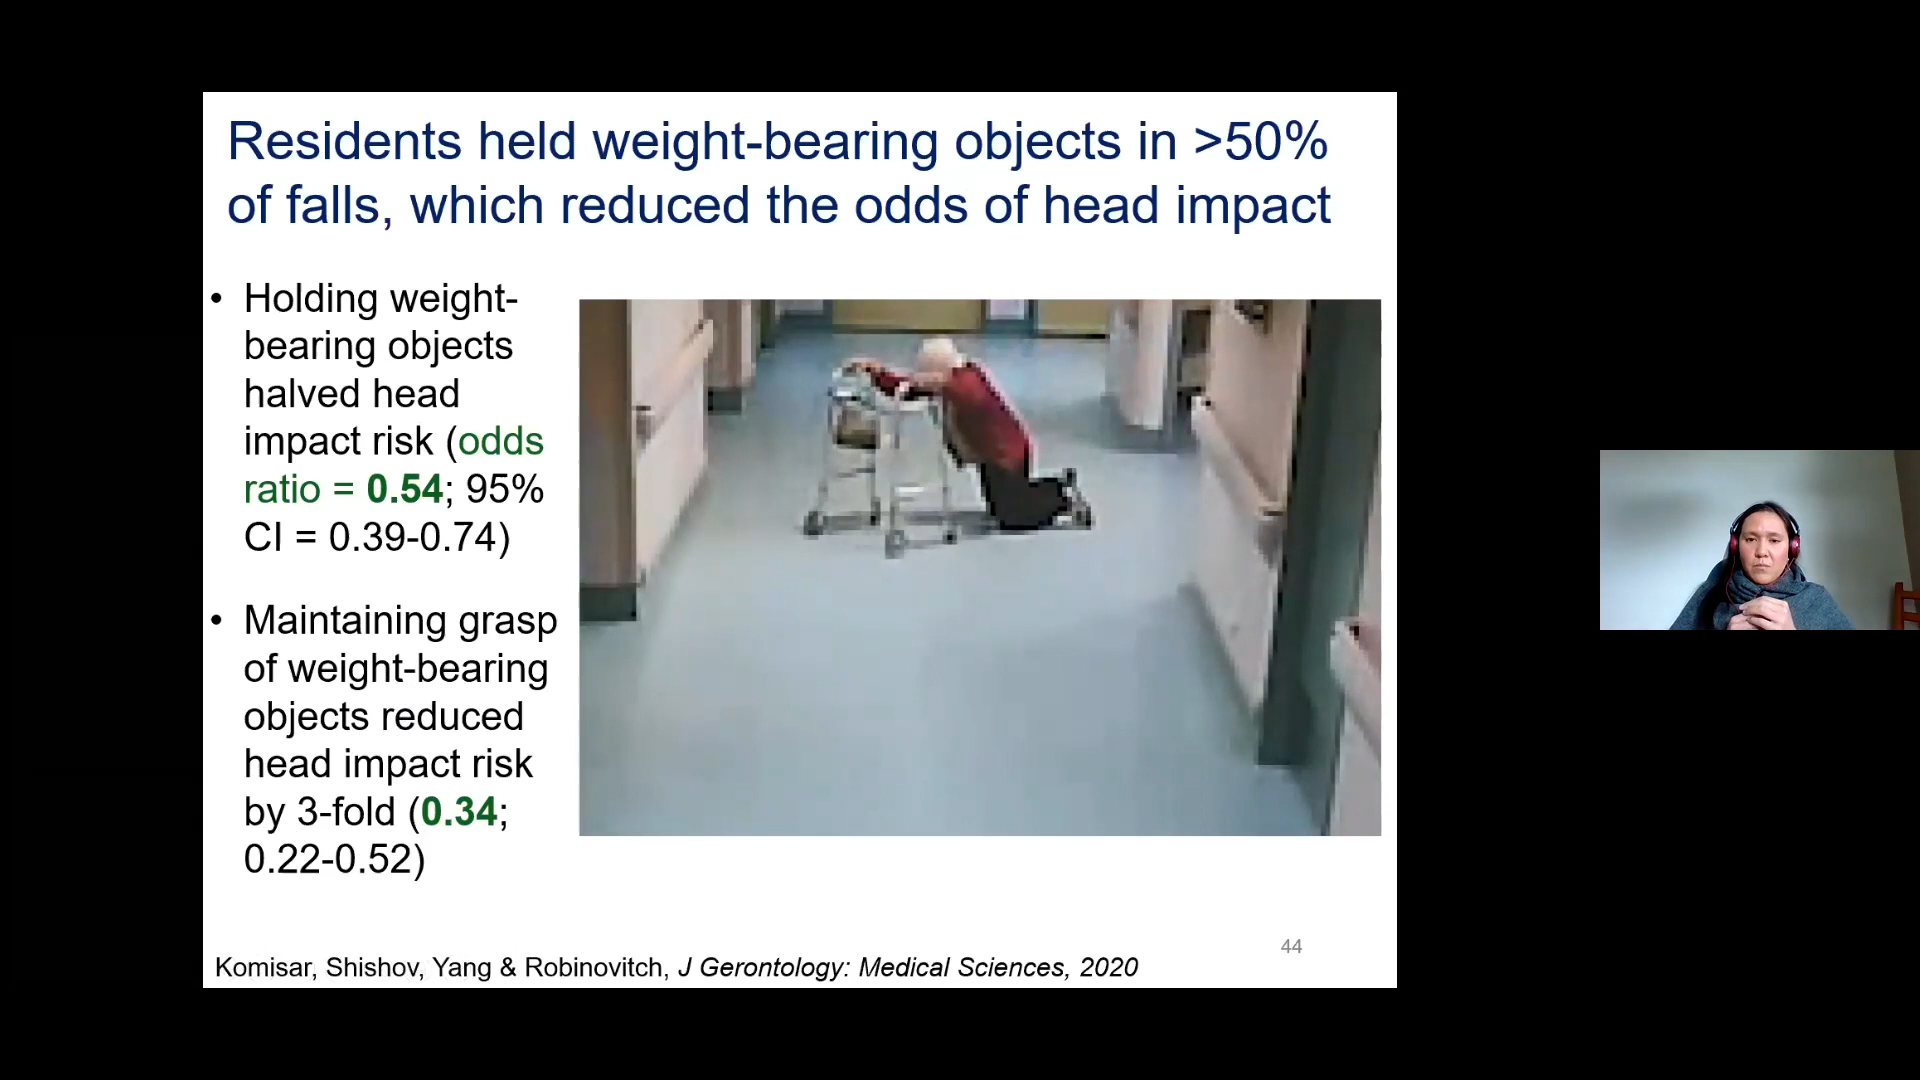 Residents held weight-bearing objects in >50%
of falls, which reduced the odds of head impact
• Holding weight-
bearing objects
halved head
impact risk (odds
ratio = 0.54; 95%
CI = 0.39-0.74)
• Maintaining grasp
of weight-bearing
objects reduced
head impact risk
by 3-fold (0.34;
0.22-0.52)
44
Komisar, Shishov, Yang & Robinovitch, J Gerontology: Medical Sciences, 2020